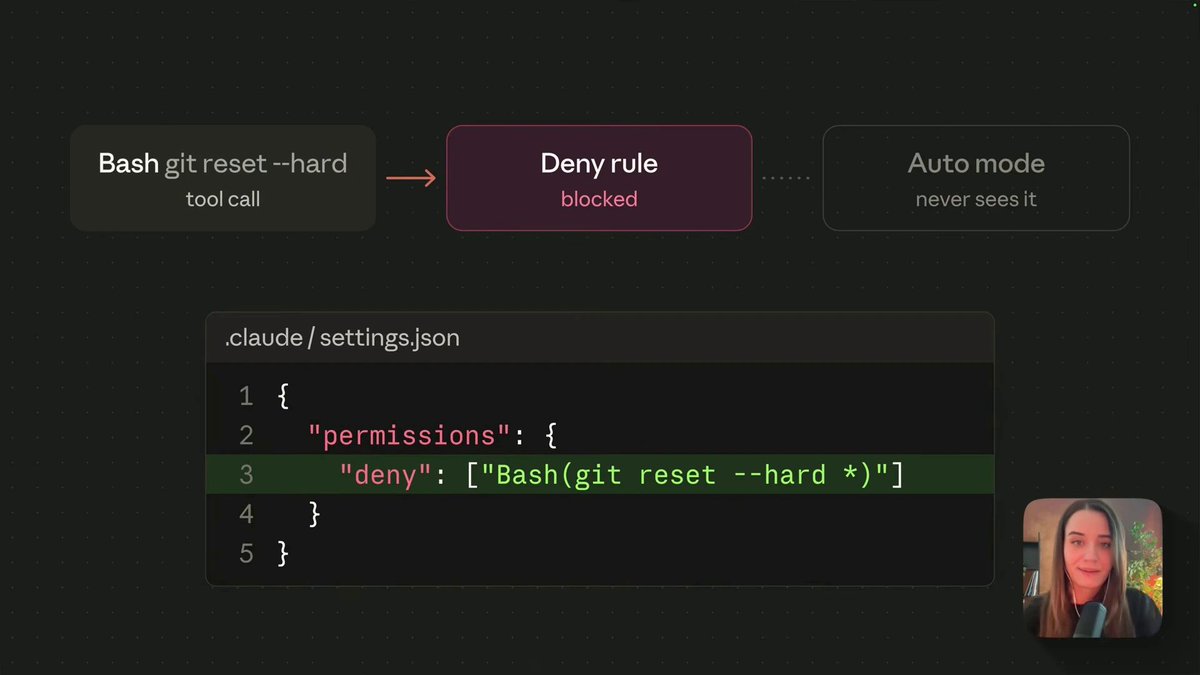 Bash git reset --hard
tool call
Deny rule
blocked
Auto mode
never sees it
.claude/settings.json
1 {
2 "permissions": {
3 "deny": ["Bash(git reset --hard *)"]
4 }
5 }